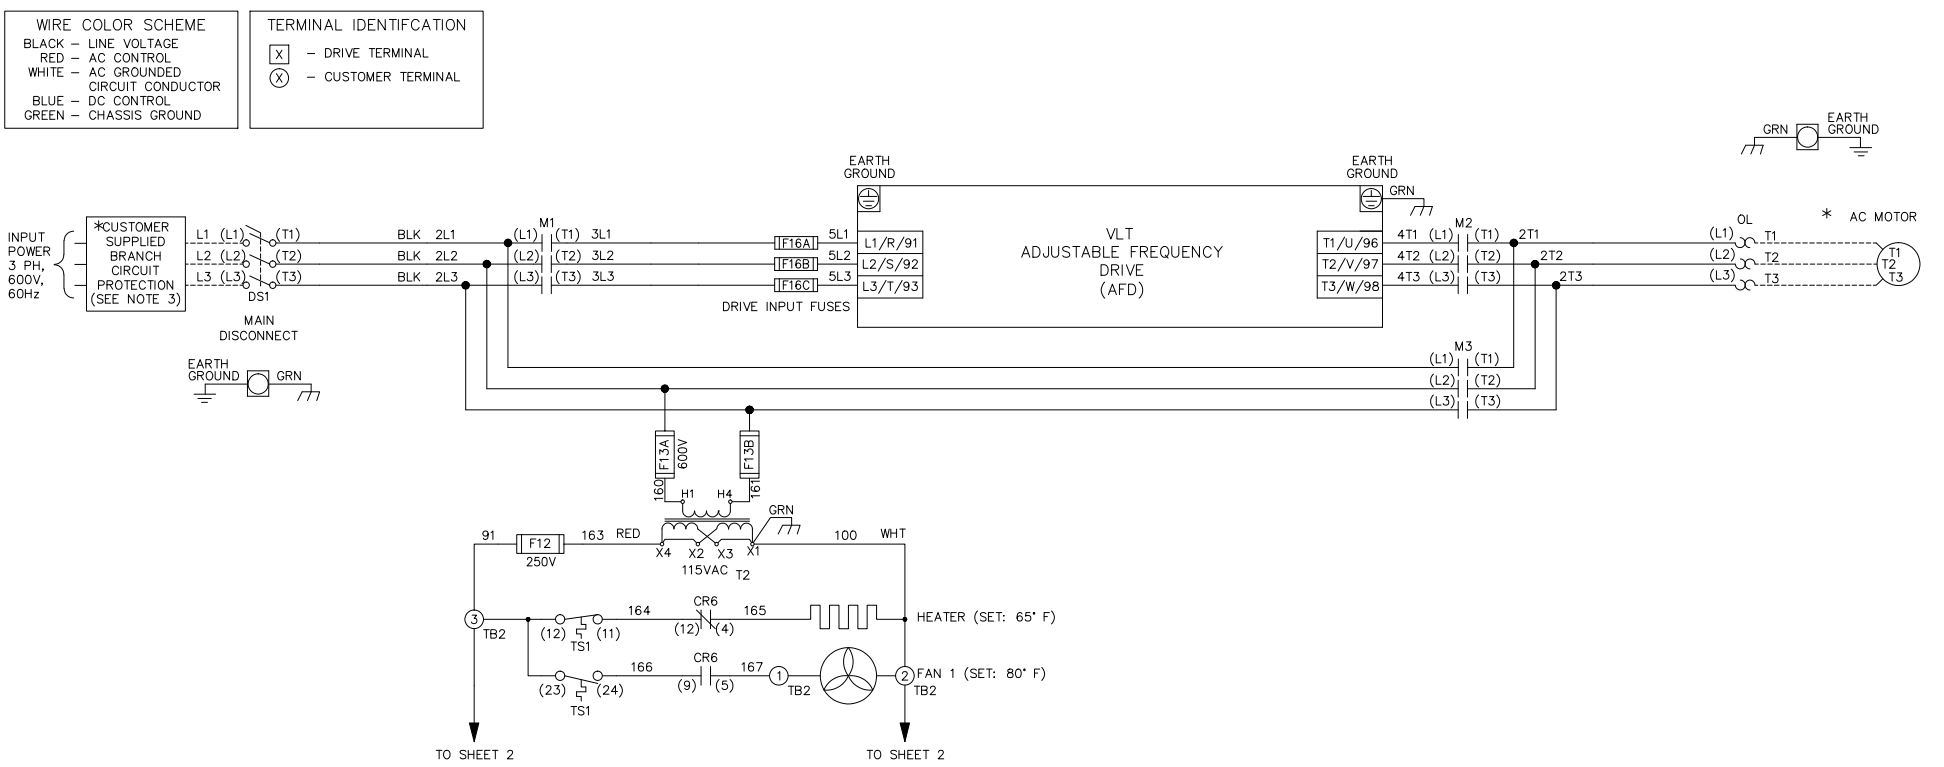 WIRE COLOR SCHEME
BLACK – LINE VOLTAGE
RED – AC CONTROL
WHITE – AC GROUNDED
CIRCUIT CONDUCTOR
BLUE – DC CONTROL
GREEN – CHASSIS GROUND
TERMINAL IDENTIFCATION
X – DRIVE TERMINAL
X – CUSTOMER TERMINAL
GRN
EARTH
GROUND
EARTH
GROUND
EARTH
GROUND
GRN
INPUT
POWER
3 PH,
600V,
60Hz
*CUSTOMER
SUPPLIED
BRANCH
CIRCUIT
PROTECTION
(SEE NOTE 3)
L1 (L1) (T1) BLK 2L1 (L1) M1 (T1) 3L1 F16A 5L1 L1/R/91
L2 (L2) (T2) BLK 2L2 (L2) (T2) 3L2 F16B 5L2 L2/S/92
L3 (L3) (T3) BLK 2L3 (L3) (T3) 3L3 F16C 5L3 L3/T/93
DS1
MAIN
DISCONNECT
DRIVE INPUT FUSES
VLT
ADJUSTABLE FREQUENCY
DRIVE
(AFD)
T1/U/96 4T1 (L1) M2 (T1) 2T1 (L1) OL T1
T2/V/97 4T2 (L2) (T2) 2T2 (L2) T2
T3/W/98 4T3 (L3) (T3) 2T3 (L3) T3
* AC MOTOR
T1
T2
T3
EARTH
GROUND
GRN
M3
(L1) (T1)
(L2) (T2)
(L3) (T3)
F13A
600V
F13B
160
161
H1 H4
GRN
91 F12 163 RED
250V
X4 X2 X3 X1
100 WHT
115VAC T2
3
TB2
(12) (11)
TS1
164
CR6
(12) (4)
165
HEATER (SET: 65° F)
(23) (24)
TS1
166
CR6
(9) (5)
167
1
TB2
2
TB2
FAN 1 (SET: 80° F)
TO SHEET 2
TO SHEET 2